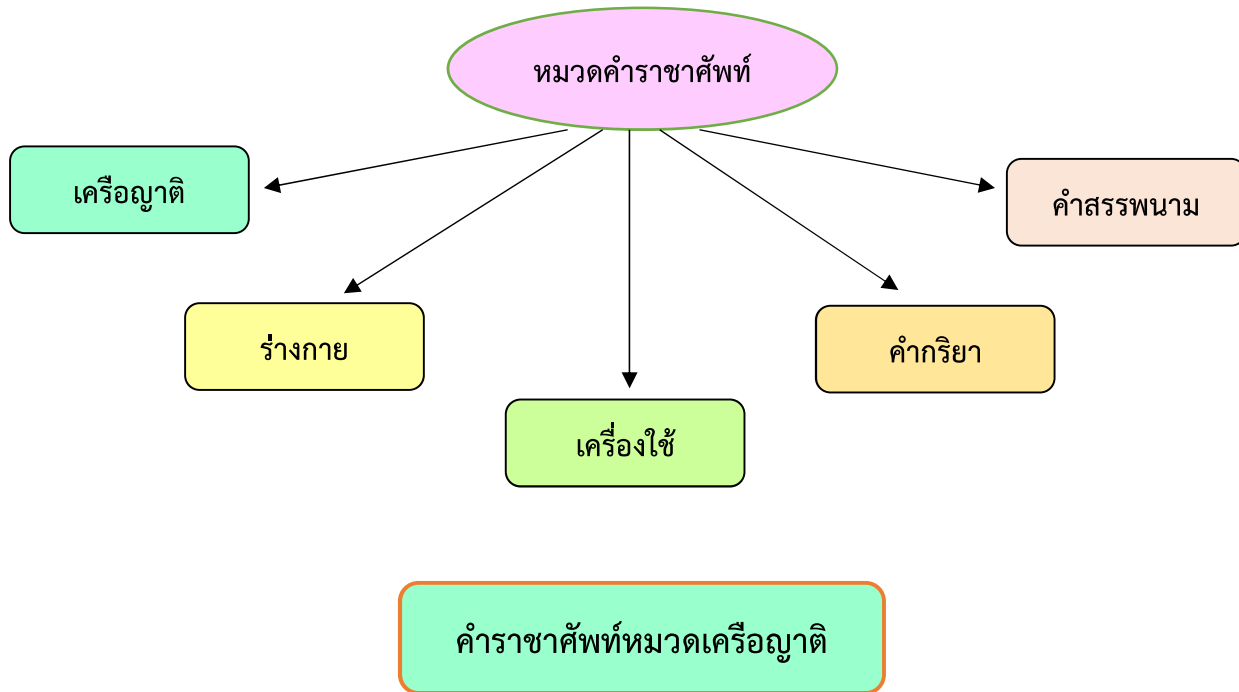 หมวดคำราชาศัพท์
เครือญาติ
คำสรรพนาม
ร่างกาย
คำกริยา
เครื่องใช้
คำราชาศัพท์หมวดเครือญาติ